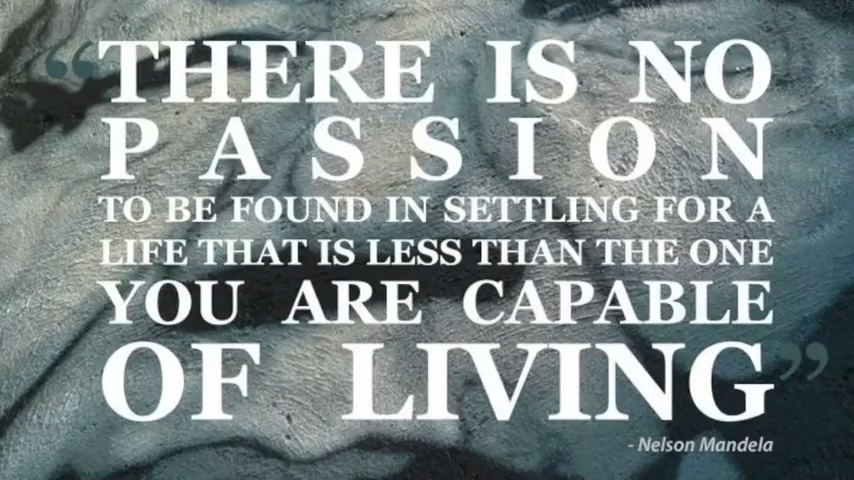 “THERE IS NO
PASSION
TO BE FOUND IN SETTLING FOR A
LIFE THAT IS LESS THAN THE ONE
YOU ARE CAPABLE
OF LIVING”
- Nelson Mandela